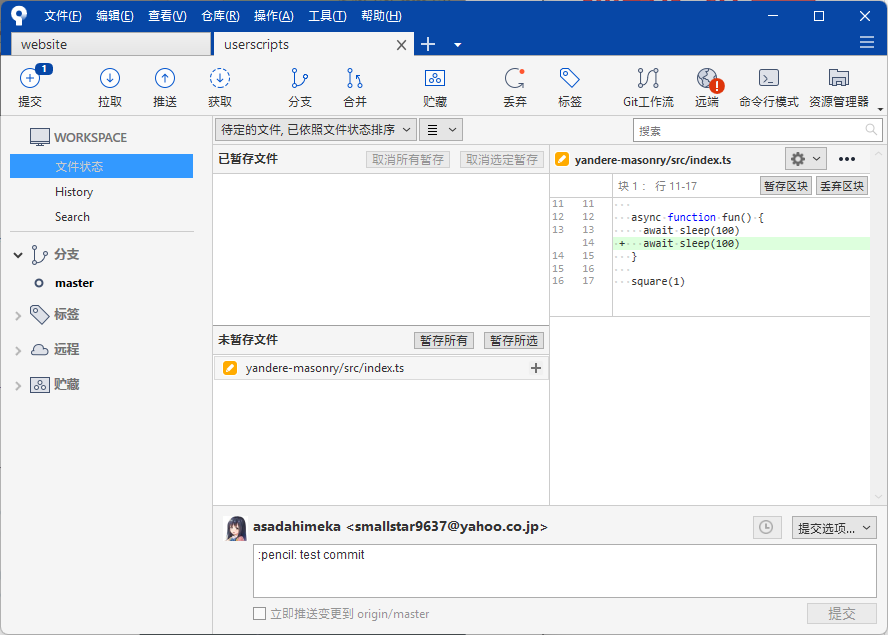 文件(F) 编辑(E) 查看(V) 仓库(R) 操作(A) 工具(T) 帮助(H)
website
userscripts
1
提交 拉取 推送 获取 分支 合并 贮藏 丢弃 标签 Git工作流 远端 命令行模式 资源管理器
WORKSPACE
文件状态
History
Search
分支
master
标签
远程
贮藏
待定的文件, 已依照文件状态排序
搜索
已暂存文件 取消所有暂存 取消选定暂存
未暂存文件 暂存所有 暂存所选
yandere-masonry/src/index.ts
yandere-masonry/src/index.ts
块 1： 行 11-17 暂存区块 丢弃区块
11 11
12 12 async function fun() {
13 13 await sleep(100)
14 + await sleep(100)
14 15 }
15 16
16 17 square(1)
asadahimeka <smallstar9637@yahoo.co.jp>
提交选项...
:pencil: test commit
立即推送变更到 origin/master
提交